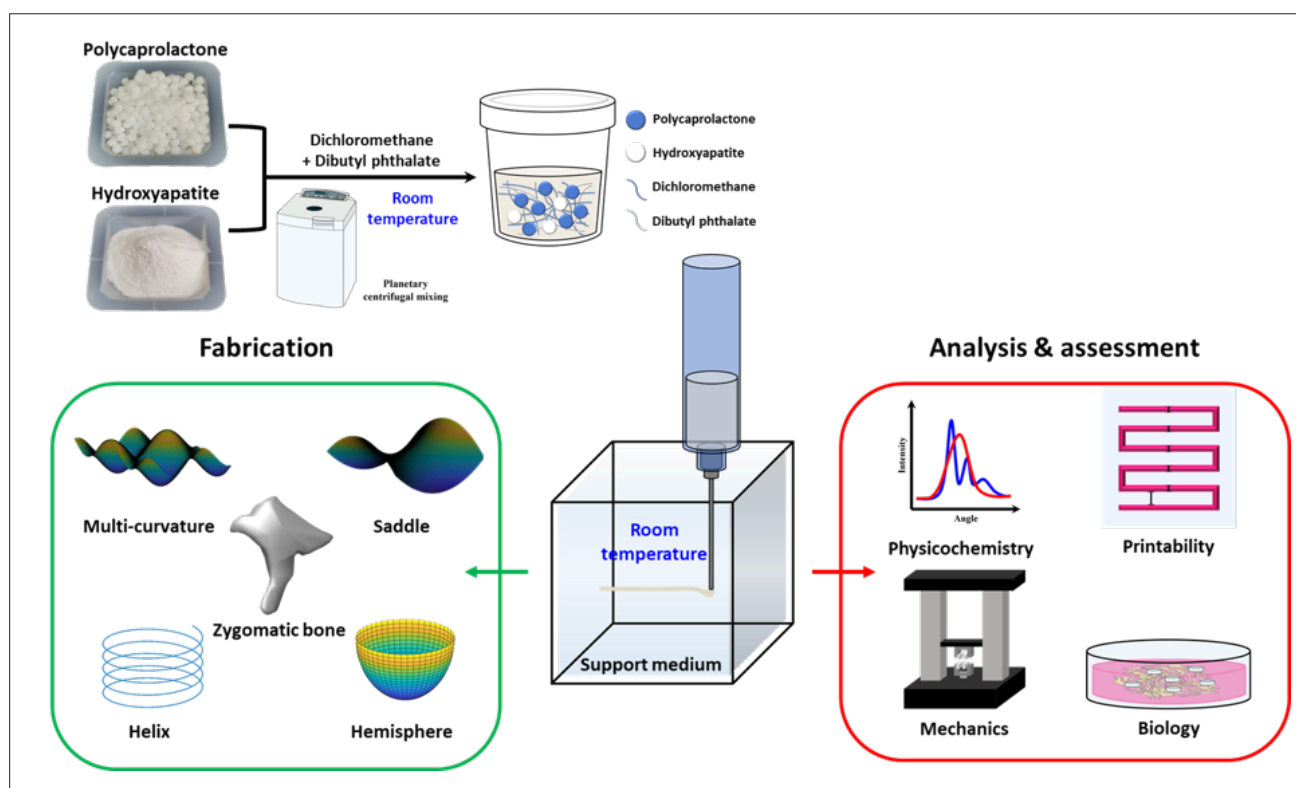 Polycaprolactone
Hydroxyapatite
Dichloromethane
+ Dibutyl phthalate
Room
temperature
Planetary
centrifugal mixing
Polycaprolactone
Hydroxyapatite
Dichloromethane
Dibutyl phthalate
Fabrication
Multi-curvature
Saddle
Zygomatic bone
Helix
Hemisphere
Room
temperature
Support medium
Analysis & assessment
Intensity
Angle
Physicochemistry
Printability
Mechanics
Biology